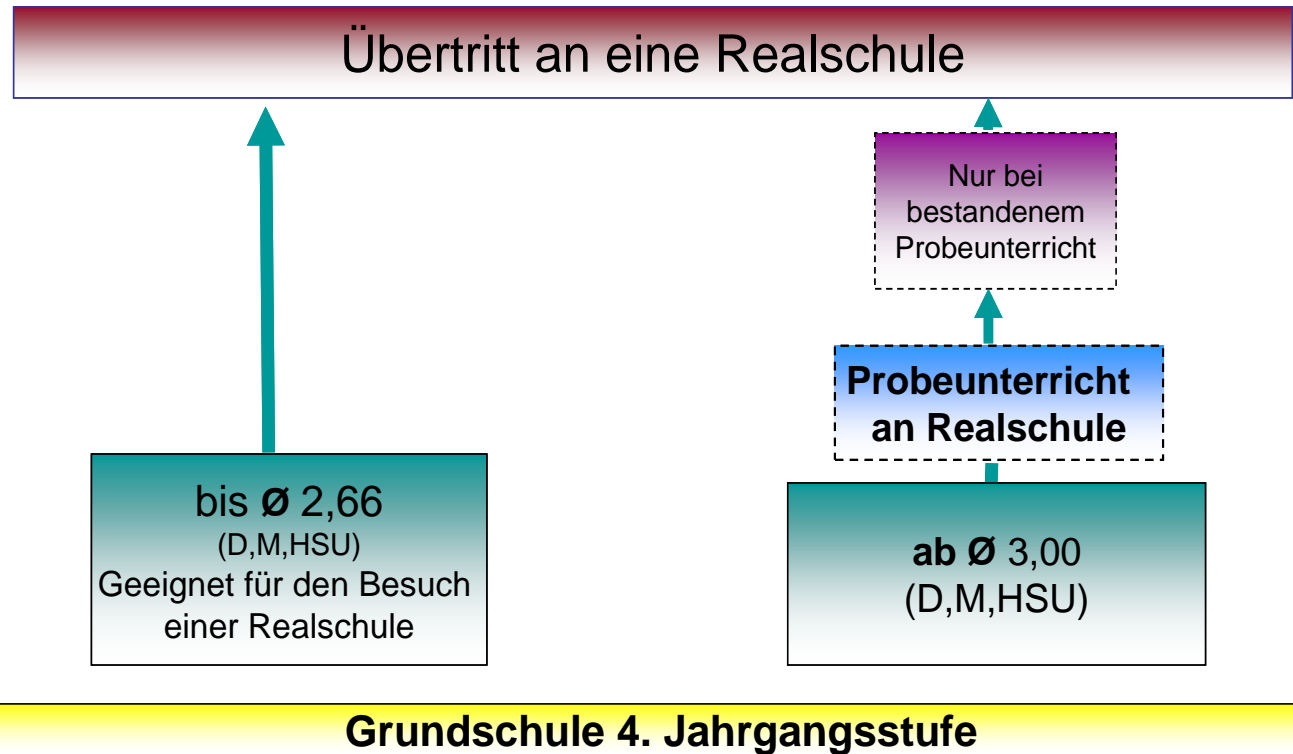 Übertritt an eine Realschule
Nur bei
bestandenem
Probeunterricht
Probeunterricht
an Realschule
bis Ø 2,66
(D,M,HSU)
Geeignet für den Besuch
einer Realschule
ab Ø 3,00
(D,M,HSU)
Grundschule 4. Jahrgangsstufe